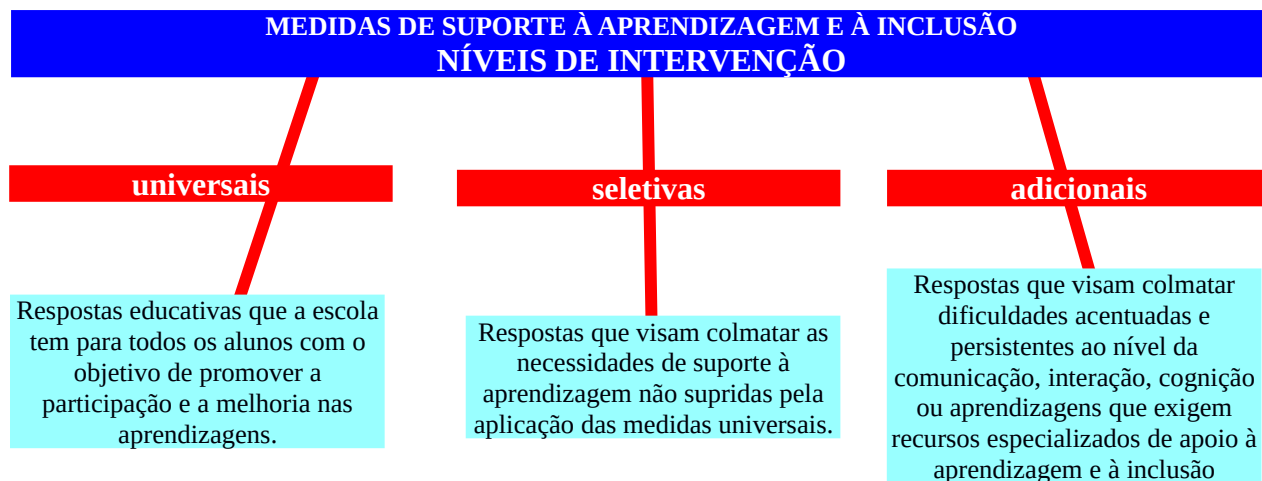 MEDIDAS DE SUPORTE À APRENDIZAGEM E À INCLUSÃO
NÍVEIS DE INTERVENÇÃO
universais
seletivas
adicionais
Respostas educativas que a escola
tem para todos os alunos com o
objetivo de promover a
participação e a melhoria nas
aprendizagens.
Respostas que visam colmatar as
necessidades de suporte à
aprendizagem não supridas pela
aplicação das medidas universais.
Respostas que visam colmatar
dificuldades acentuadas e
persistentes ao nível da
comunicação, interação, cognição
ou aprendizagens que exigem
recursos especializados de apoio à
aprendizagem e à inclusão